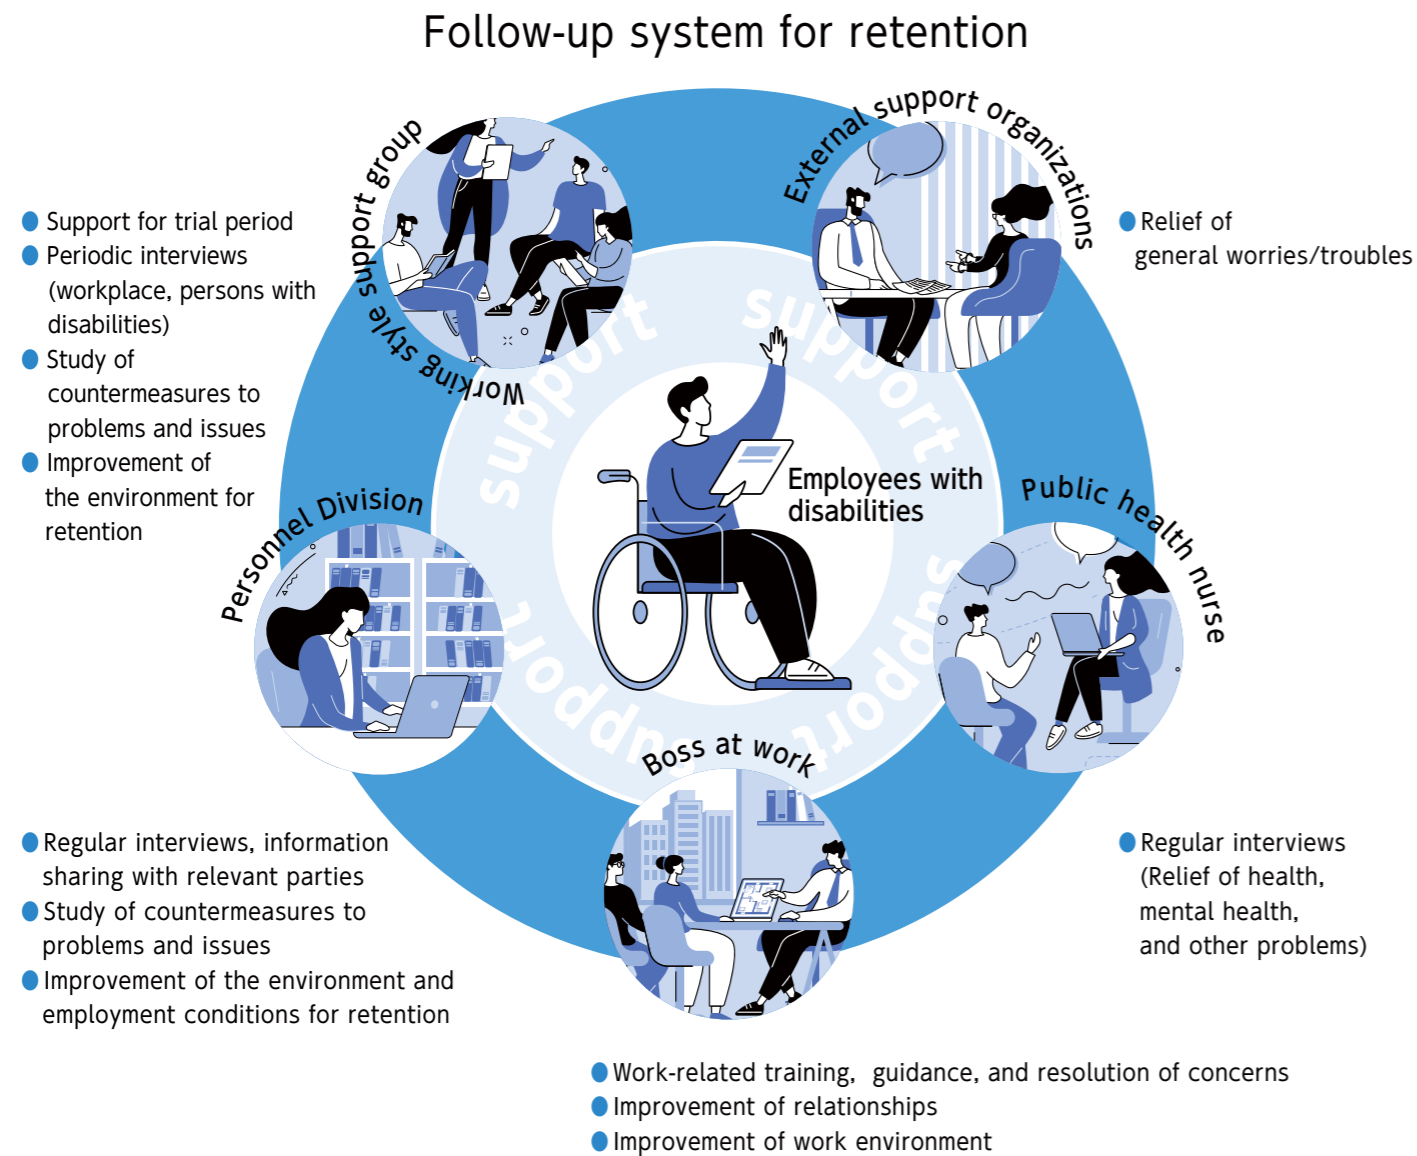 Follow-up system for retention
Working style support group
● Support for trial period
● Periodic interviews
(workplace, persons with
disabilities)
● Study of
countermeasures to
problems and issues
● Improvement of
the environment for
retention
External support organizations
● Relief of
general worries/troubles
support
support
support
support
Employees with
disabilities
Personnel Division
● Regular interviews, information
sharing with relevant parties
● Study of countermeasures to
problems and issues
● Improvement of the environment and
employment conditions for retention
Public health nurse
● Regular interviews
(Relief of health,
mental health,
and other problems)
Boss at work
● Work-related training, guidance, and resolution of concerns
● Improvement of relationships
● Improvement of work environment